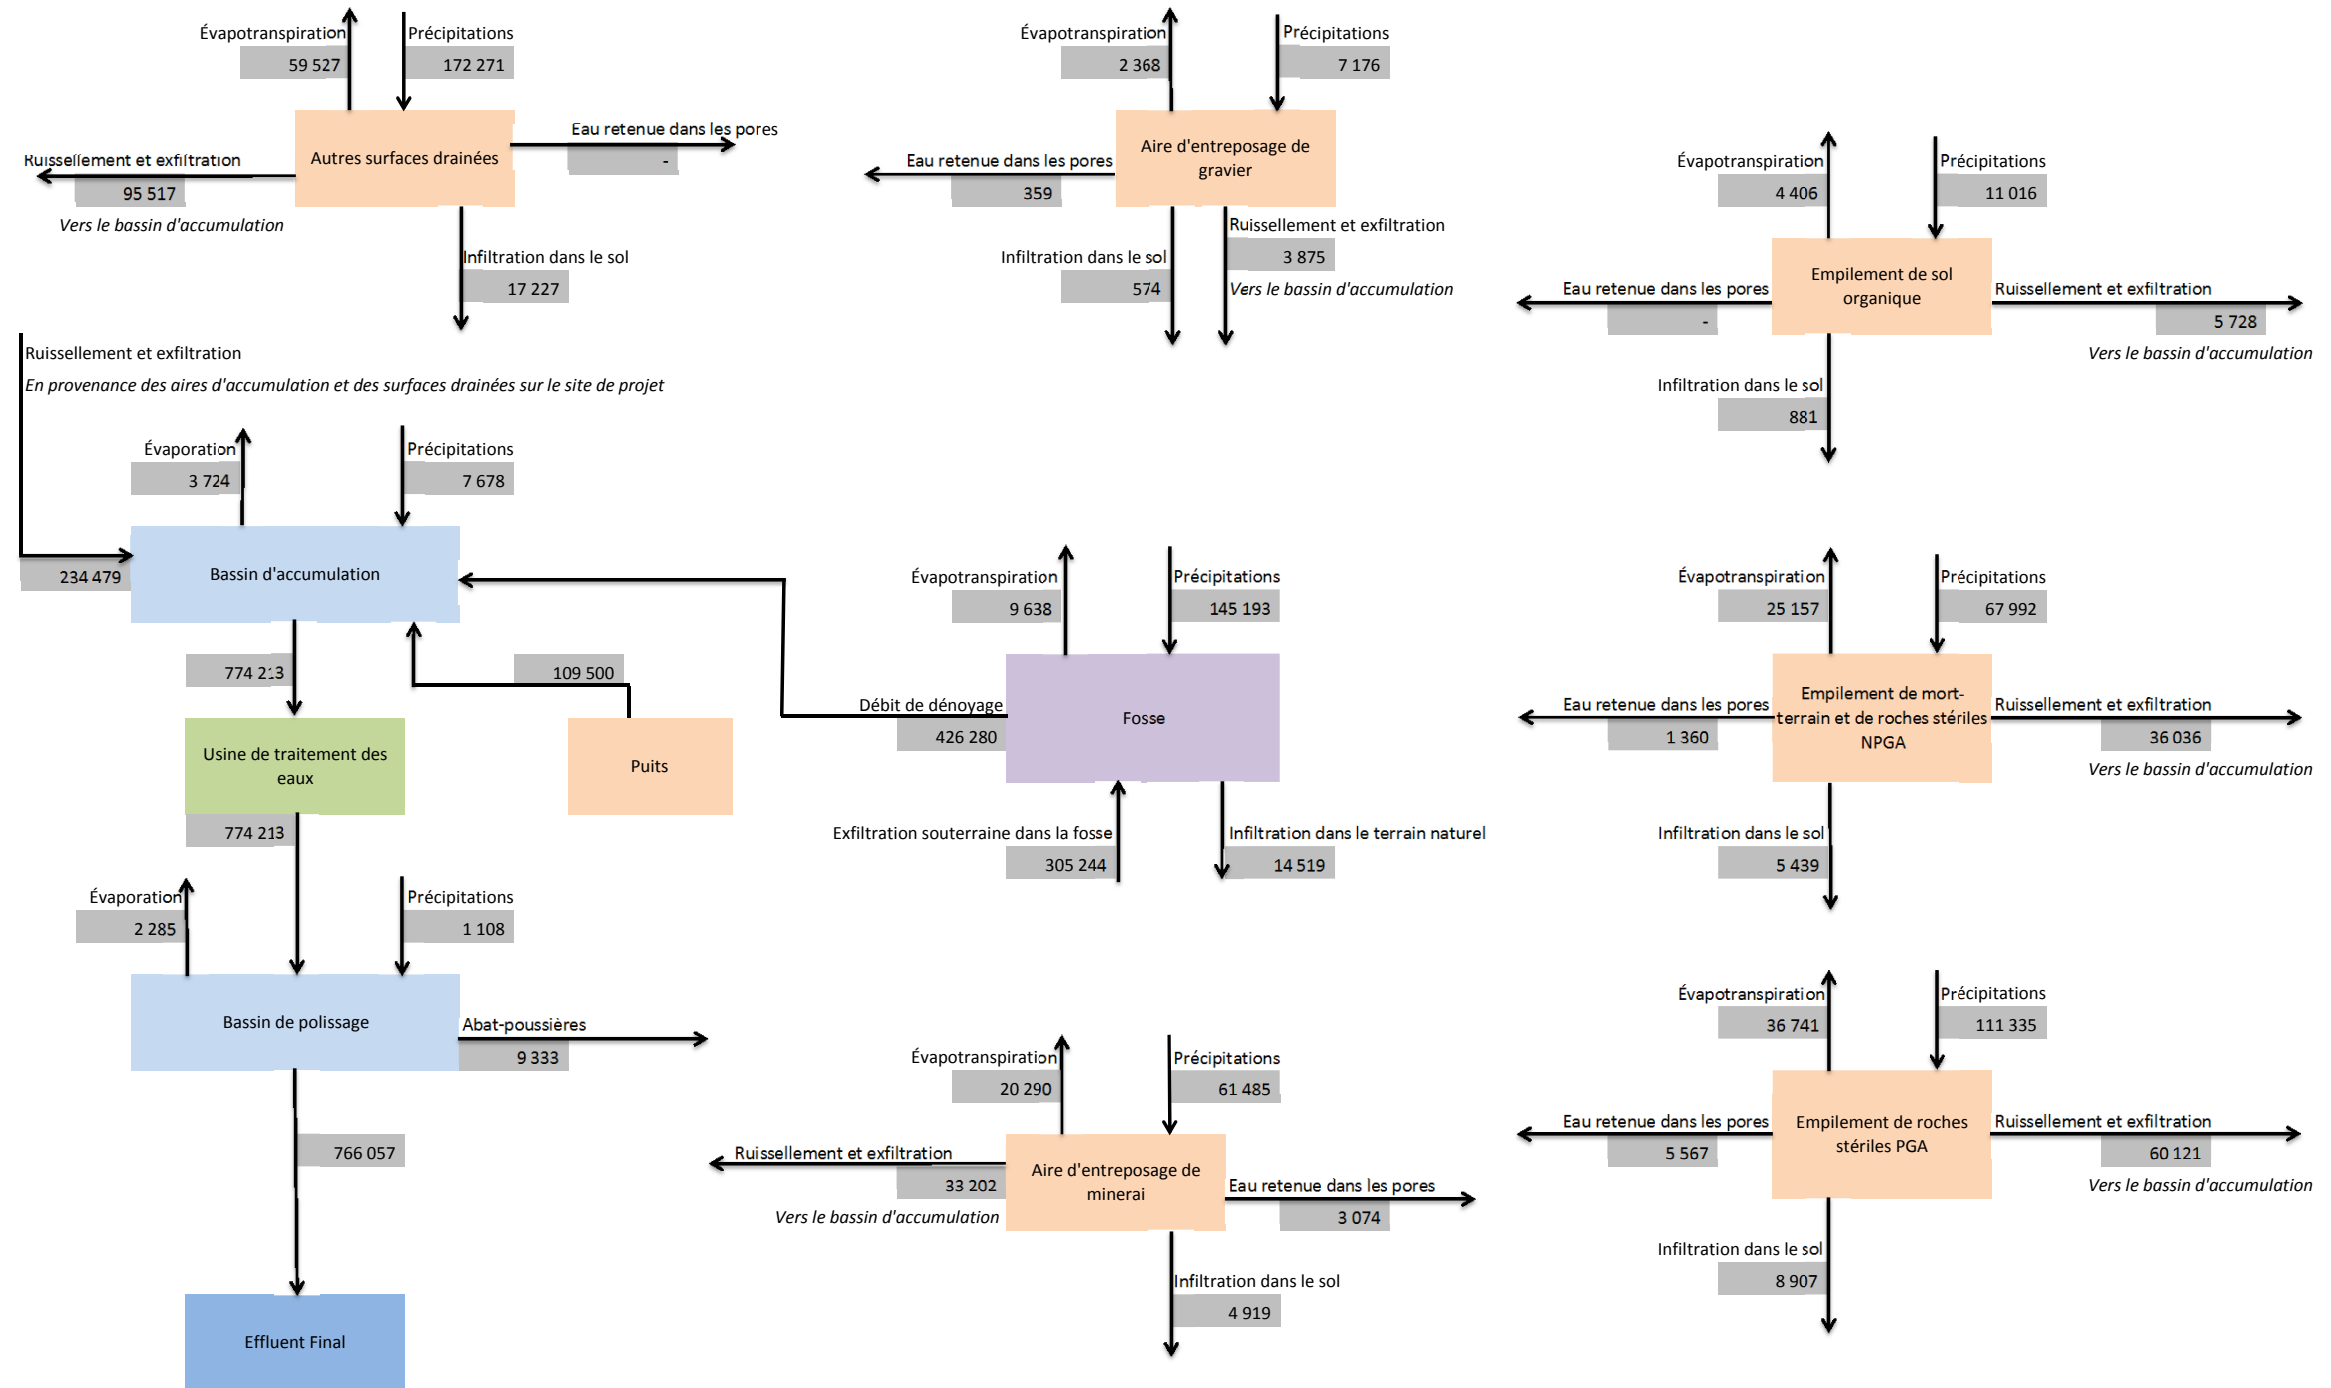 Évapotranspiration
59 527
Précipitations
172 271
Autres surfaces drainées
Eau retenue dans les pores
-
Ruissellement et exfiltration
95 517
Vers le bassin d'accumulation
Infiltration dans le sol
17 227
Évapotranspiration
2 368
Précipitations
7 176
Aire d'entreposage de
gravier
Eau retenue dans les pores
359
Ruissellement et exfiltration
3 875
Vers le bassin d'accumulation
Infiltration dans le sol
574
Évapotranspiration
4 406
Précipitations
11 016
Empilement de sol
organique
Eau retenue dans les pores
-
Ruissellement et exfiltration
5 728
Vers le bassin d'accumulation
Infiltration dans le sol
881
Ruissellement et exfiltration
En provenance des aires d'accumulation et des surfaces drainées sur le site de projet
Évaporation
3 724
Précipitations
7 678
234 479
Bassin d'accumulation
774 213
109 500
Usine de traitement des
eaux
Puits
774 213
Évaporation
2 285
Précipitations
1 108
Bassin de polissage
Abat-poussières
9 333
766 057
Effluent Final
Évapotranspiration
9 638
Précipitations
145 193
Débit de dénoyage
426 280
Fosse
Exfiltration souterraine dans la fosse
305 244
Infiltration dans le terrain naturel
14 519
Évapotranspiration
20 290
Précipitations
61 485
Ruissellement et exfiltration
33 202
Vers le bassin d'accumulation
Aire d'entreposage de
minerai
Eau retenue dans les pores
3 074
Infiltration dans le sol
4 919
Évapotranspiration
25 157
Précipitations
67 992
Eau retenue dans les pores
1 360
Empilement de mort-
terrain et de roches stériles
NPGA
Ruissellement et exfiltration
36 036
Vers le bassin d'accumulation
Infiltration dans le sol
5 439
Évapotranspiration
36 741
Précipitations
111 335
Eau retenue dans les pores
5 567
Empilement de roches
stériles PGA
Ruissellement et exfiltration
60 121
Vers le bassin d'accumulation
Infiltration dans le sol
8 907